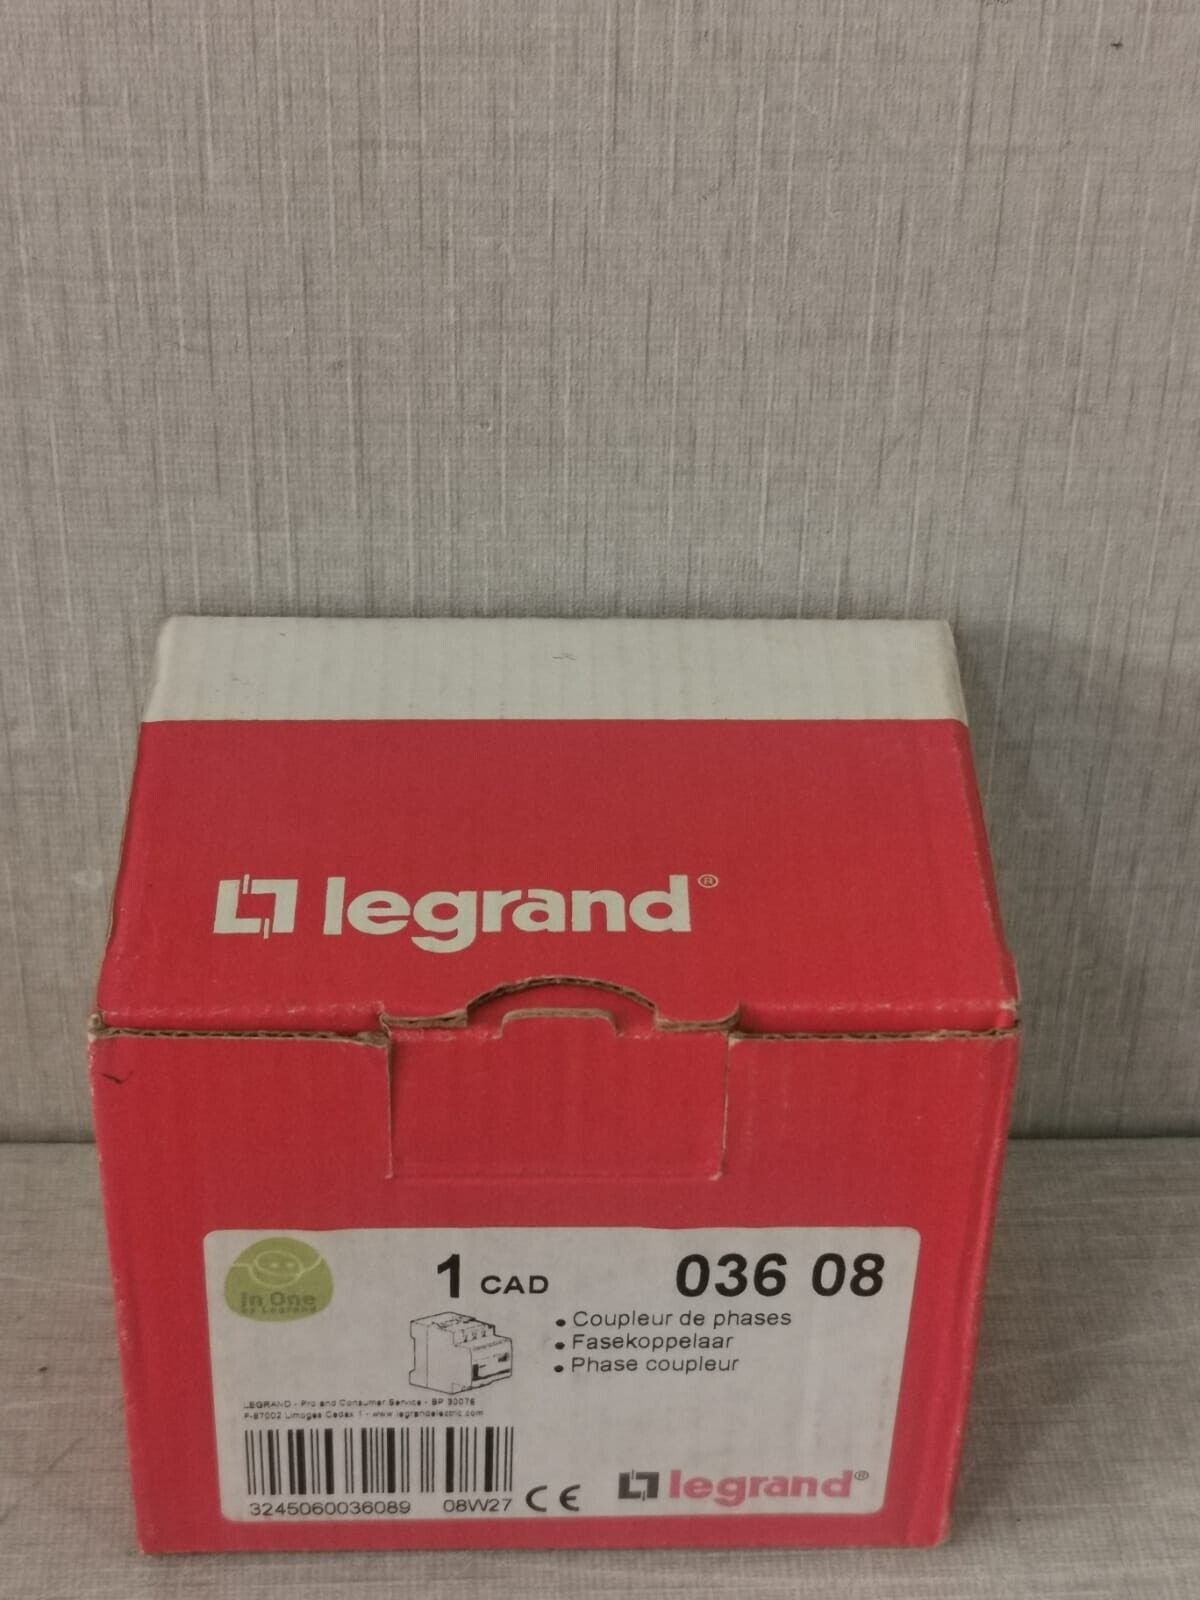 legrand®
in One
by Legrand
1 CAD
036 08
• Coupleur de phases
• Fasekoppelaar
• Phase coupleur
LEGRAND - Pro and Consumer Service - BP 30076
F-87002 Limoges Cedex 1 - www.legrandelectric.com
3245060036089 08W27 CE
legrand®